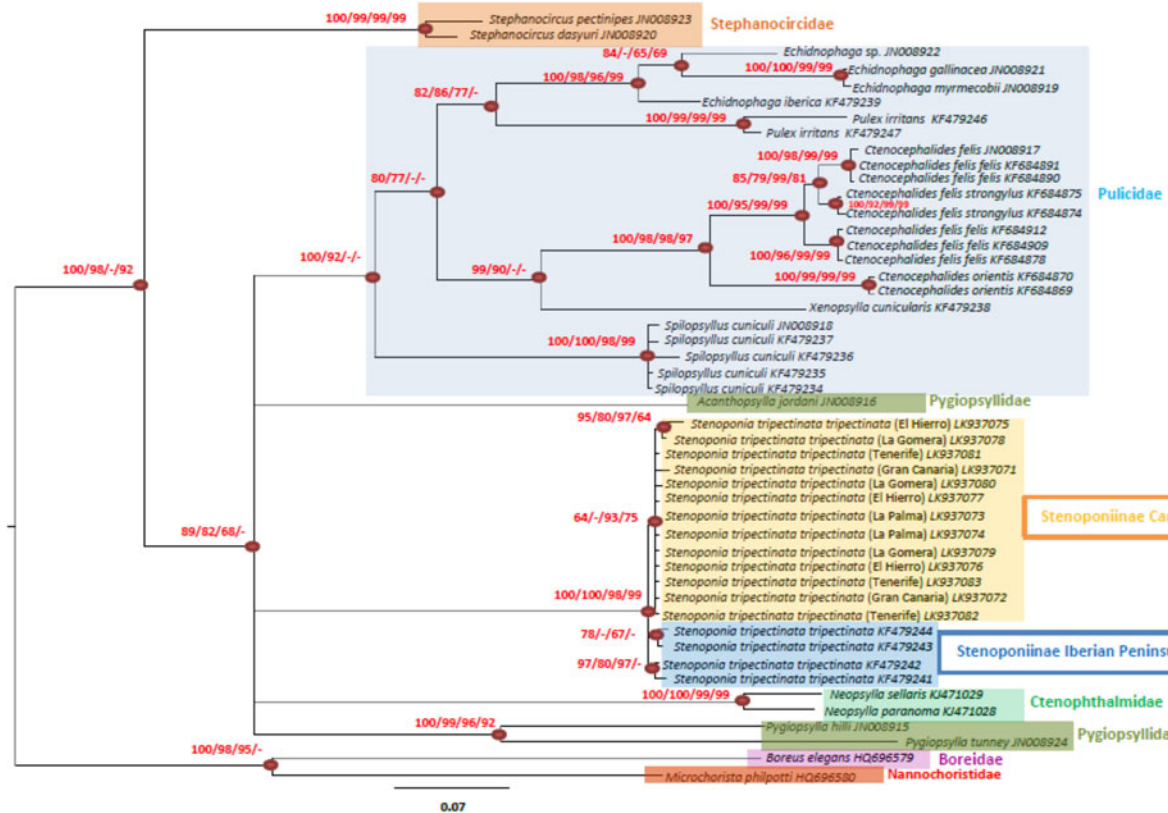 100/99/99/99
Stephanocircus pectinipes JN008923
Stephanocircus dasyuri JN008920
Stephanocircidae
84/-/65/69
Echidnophaga sp. JN008922
100/98/96/99
100/100/99/99
Echidnophaga gallinacea JN008921
Echidnophaga myrmecobii JN008919
82/86/77/-
Echidnophaga iberica KF479239
100/99/99/99
Pulex irritans KF479246
Pulex irritans KF479247
Ctenocephalides felis JN008917
100/98/99/99
Ctenocephalides felis felis KF684891
Ctenocephalides felis felis KF684890
80/77/-/-
85/79/99/81
Ctenocephalides felis strongylus KF684875
Pulicidae
100/95/99/99
100/92/99/99
Ctenocephalides felis strongylus KF684874
Ctenocephalides felis felis KF684912
100/98/98/97
Ctenocephalides felis felis KF684909
100/96/99/99
Ctenocephalides felis felis KF684878
100/98/-/92
100/92/-/-
99/90/-/-
100/99/99/99
Ctenocephalides orientis KF684870
Ctenocephalides orientis KF684869
Xenopsylla cunicularis KF479238
Spilopsyllus cuniculi JN008918
100/100/98/99
Spilopsyllus cuniculi KF479237
Spilopsyllus cuniculi KF479236
Spilopsyllus cuniculi KF479235
Spilopsyllus cuniculi KF479234
Acanthopsylla jordani JN008916
Pygiopsyllidae
95/80/97/64
Stenoponia tripectinata tripectinata (El Hierro) LK937075
Stenoponia tripectinata tripectinata (La Gomera) LK937078
Stenoponia tripectinata tripectinata (Tenerife) LK937081
Stenoponia tripectinata tripectinata (Gran Canaria) LK937071
Stenoponia tripectinata tripectinata (La Gomera) LK937080
Stenoponia tripectinata tripectinata (El Hierro) LK937077
64/-/93/75
Stenoponia tripectinata tripectinata (La Palma) LK937073
Stenoponiinae Ca
Stenoponia tripectinata tripectinata (La Palma) LK937074
89/82/68/-
Stenoponia tripectinata tripectinata (La Gomera) LK937079
Stenoponia tripectinata tripectinata (El Hierro) LK937076
Stenoponia tripectinata tripectinata (Tenerife) LK937083
100/100/98/99
Stenoponia tripectinata tripectinata (Gran Canaria) LK937072
Stenoponia tripectinata tripectinata (Tenerife) LK937082
78/-/67/-
Stenoponia tripectinata tripectinata KF479244
Stenoponia tripectinata tripectinata KF479243
Stenoponiinae Iberian Peninsu
97/80/97/-
Stenoponia tripectinata tripectinata KF479242
Stenoponia tripectinata tripectinata KF479241
100/100/99/99
Neopsylla sellaris KJ471029
Ctenophthalmidae
Neopsylla paranoma KJ471028
100/99/96/92
Pygiopsylla hilli JN008915
Pygiopsyllida
Pygiopsylla tunney JN008924
100/98/95/-
Boreus elegans HQ696579
Boreidae
Microchorista philpotti HQ696580
Nannochoristidae
0.07